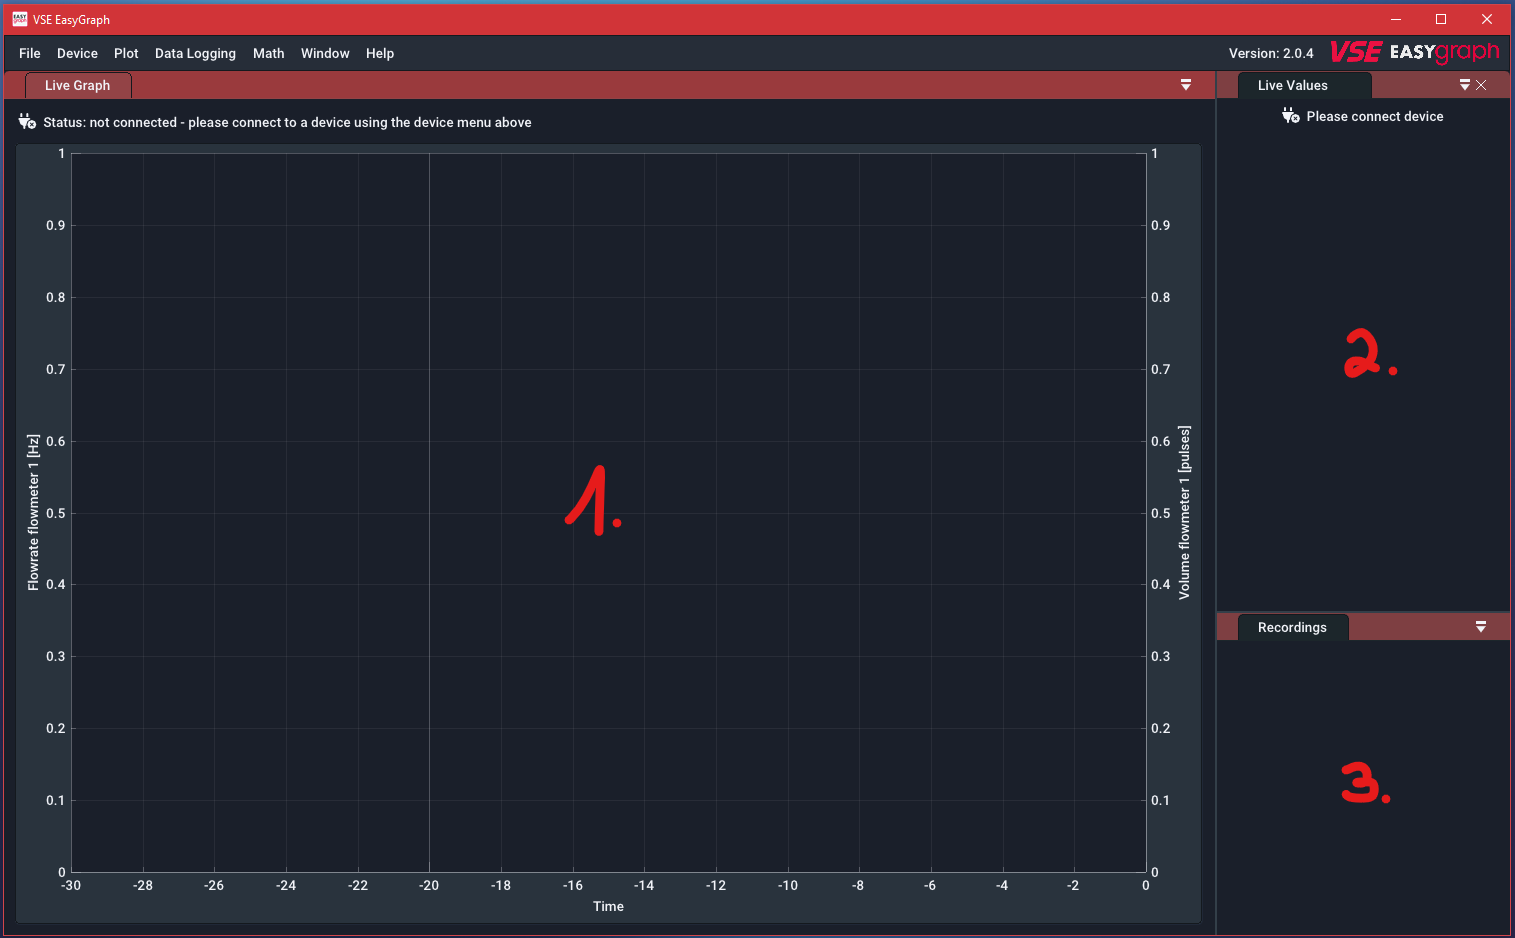 EASY graph VSE EasyGraph
File Device Plot Data Logging Math Window Help Version: 2.0.4 VSE EASYgraph
Live Graph
Live Values
Status: not connected - please connect to a device using the device menu above
Please connect device
1 1
0.9 0.9
0.8 0.8
0.7 0.7
0.6 0.6
0.5 0.5
0.4 0.4
0.3 0.3
0.2 0.2
0.1 0.1
0 0
Flowrate flowmeter 1 [Hz]
Volume flowmeter 1 [pulses]
-30 -28 -26 -24 -22 -20 -18 -16 -14 -12 -10 -8 -6 -4 -2 0
Time
1.
2.
Recordings
3.